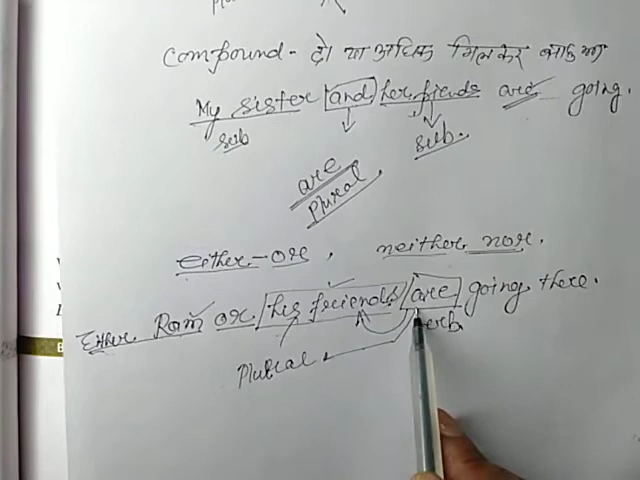 Compound - दो या अधिक मिलकर
My sister and her friends are going.
sub sub.
are
Plural
either - or, neither nor.
Either Ram or his friends are going there.
verb.
Plural